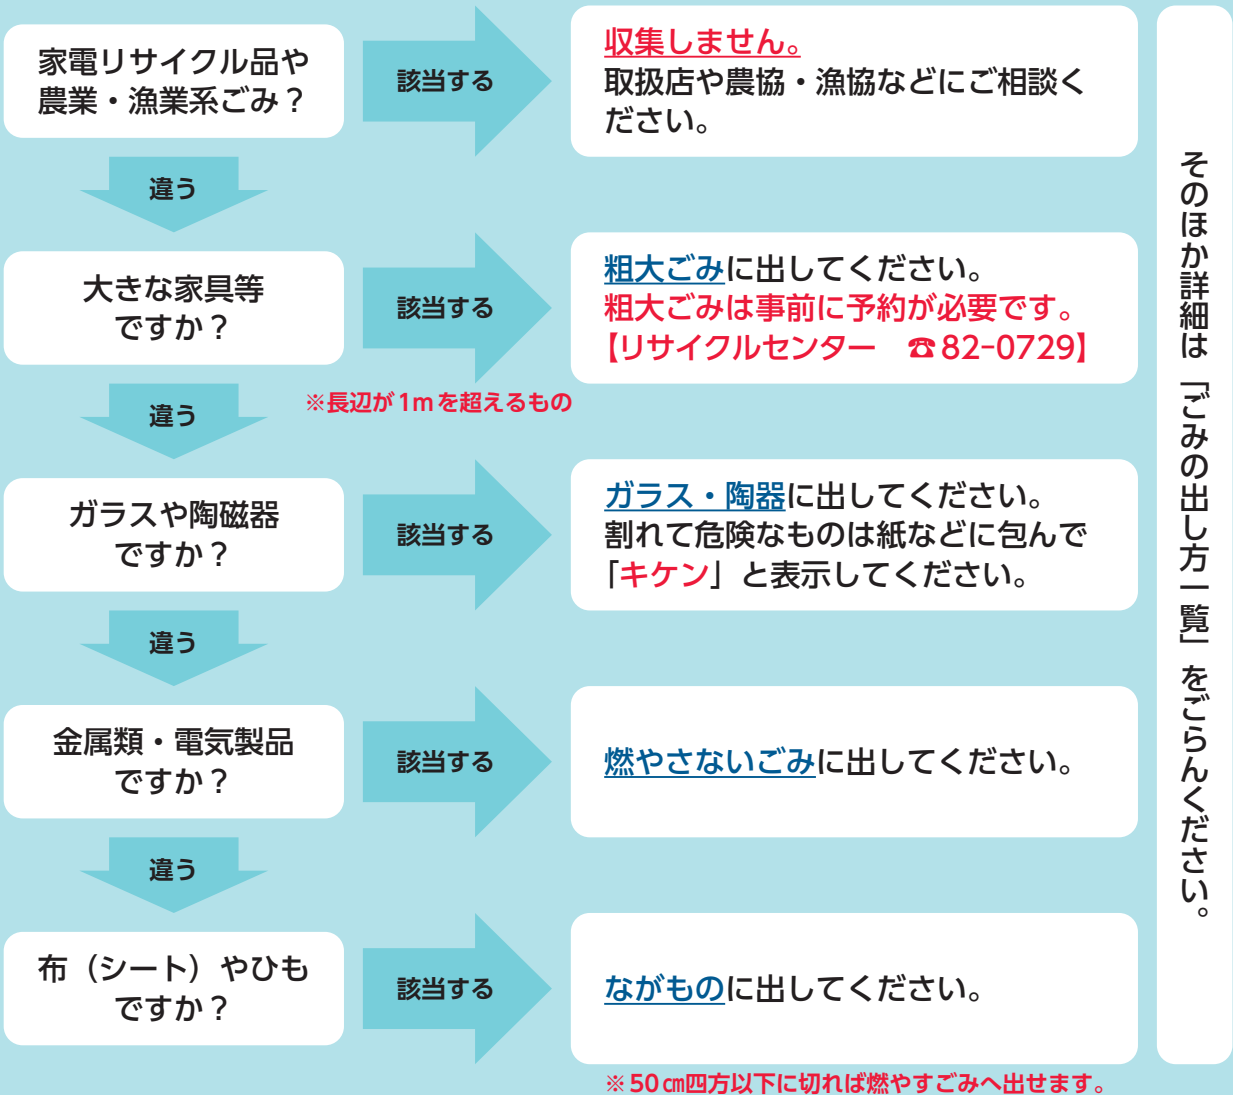 家電リサイクル品や
農業・漁業系ごみ？
該当する
収集しません。
取扱店や農協・漁協などにご相談く
ださい。
違う
大きな家具等
ですか？
該当する
※長辺が1mを超えるもの
粗大ごみに出してください。
粗大ごみは事前に予約が必要です。
【リサイクルセンター　☎82-0729】
違う
ガラスや陶磁器
ですか？
該当する
ガラス・陶器に出してください。
割れて危険なものは紙などに包んで
「キケン」と表示してください。
違う
金属類・電気製品
ですか？
該当する
燃やさないごみに出してください。
違う
布（シート）やひも
ですか？
該当する
ながものに出してください。
※50㎝四方以下に切れば燃やすごみへ出せます。
そのほか詳細は「ごみの出し方一覧」をごらんください。